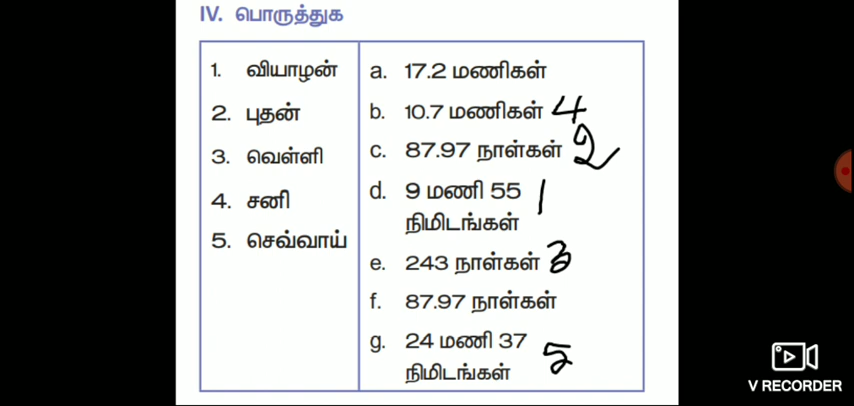 IV. பொருத்துக
1. வியாழன்
2. புதன்
3. வெள்ளி
4. சனி
5. செவ்வாய்
a. 17.2 மணிகள்
b. 10.7 மணிகள் 4
c. 87.97 நாள்கள் 2
d. 9 மணி 55 1
நிமிடங்கள்
e. 243 நாள்கள் 3
f. 87.97 நாள்கள்
g. 24 மணி 37
நிமிடங்கள் 5
V RECORDER